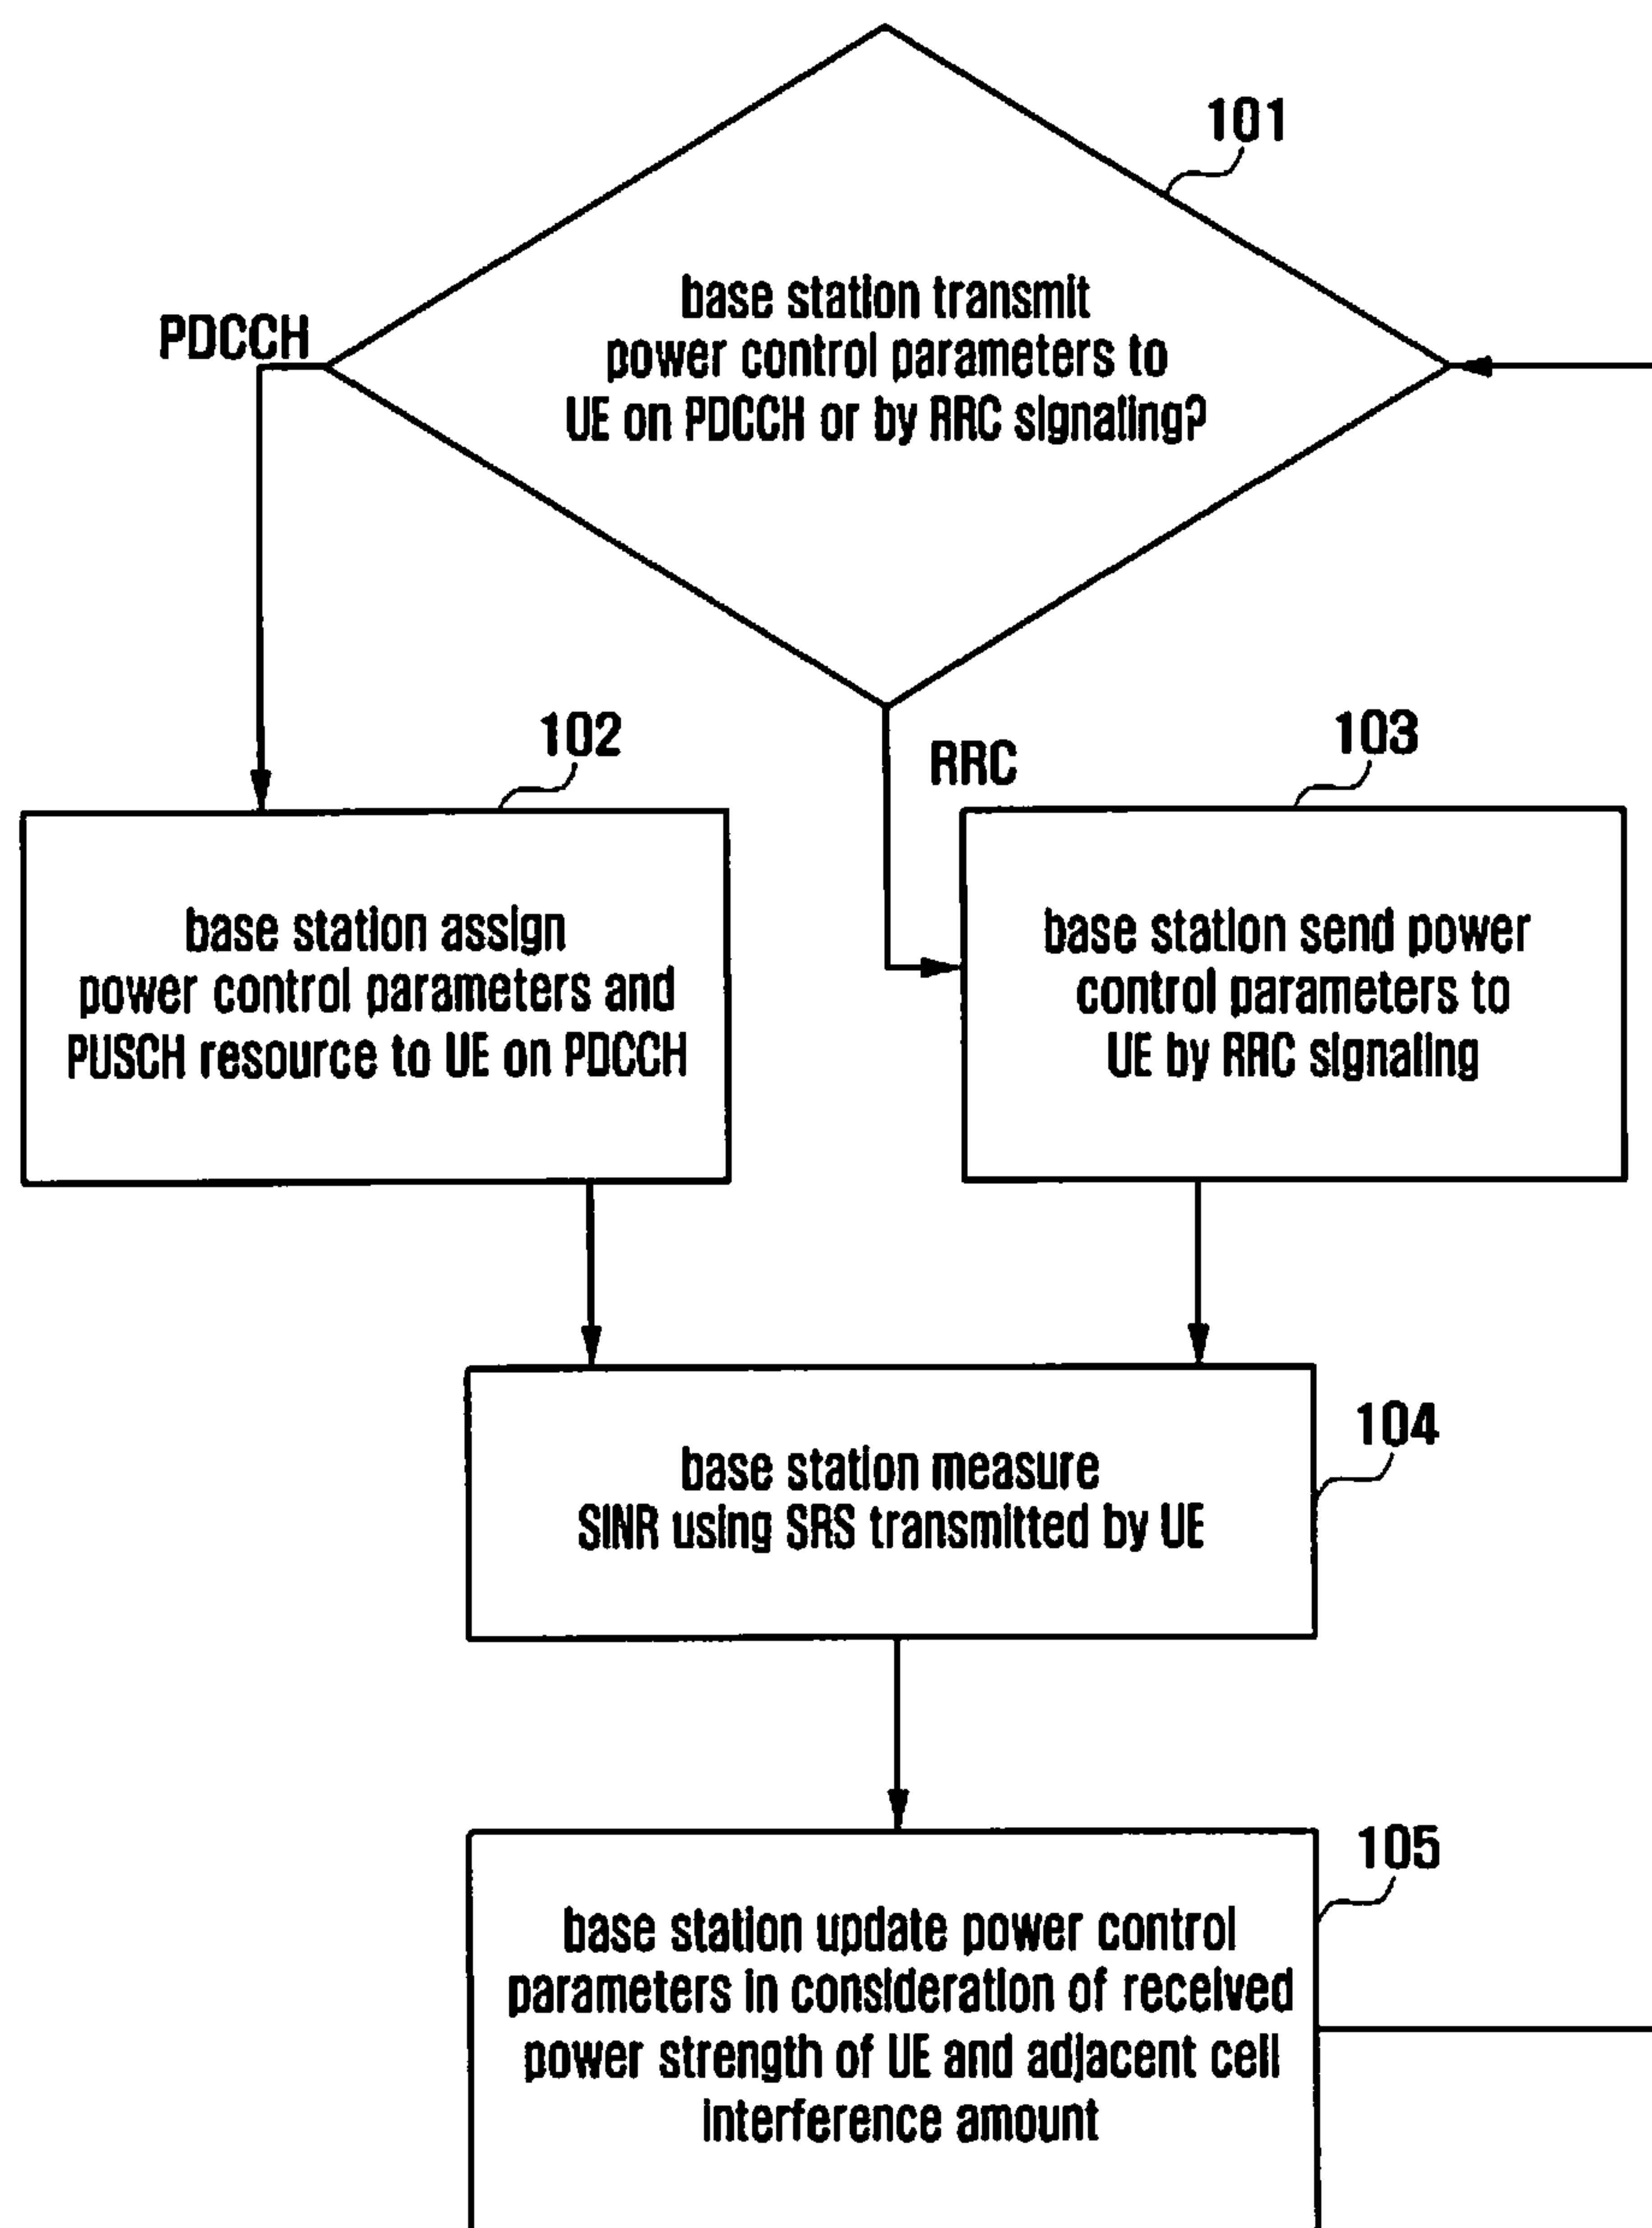 101
base station transmit
power control parameters to
UE on PDCCH or by RRC signaling?
PDCCH
RRC
102
base station assign
power control parameters and
PUSCH resource to UE on PDCCH
103
base station send power
control parameters to
UE by RRC signaling
104
base station measure
SINR using SRS transmitted by UE
105
base station update power control
parameters in consideration of received
power strength of UE and adjacent cell
interference amount